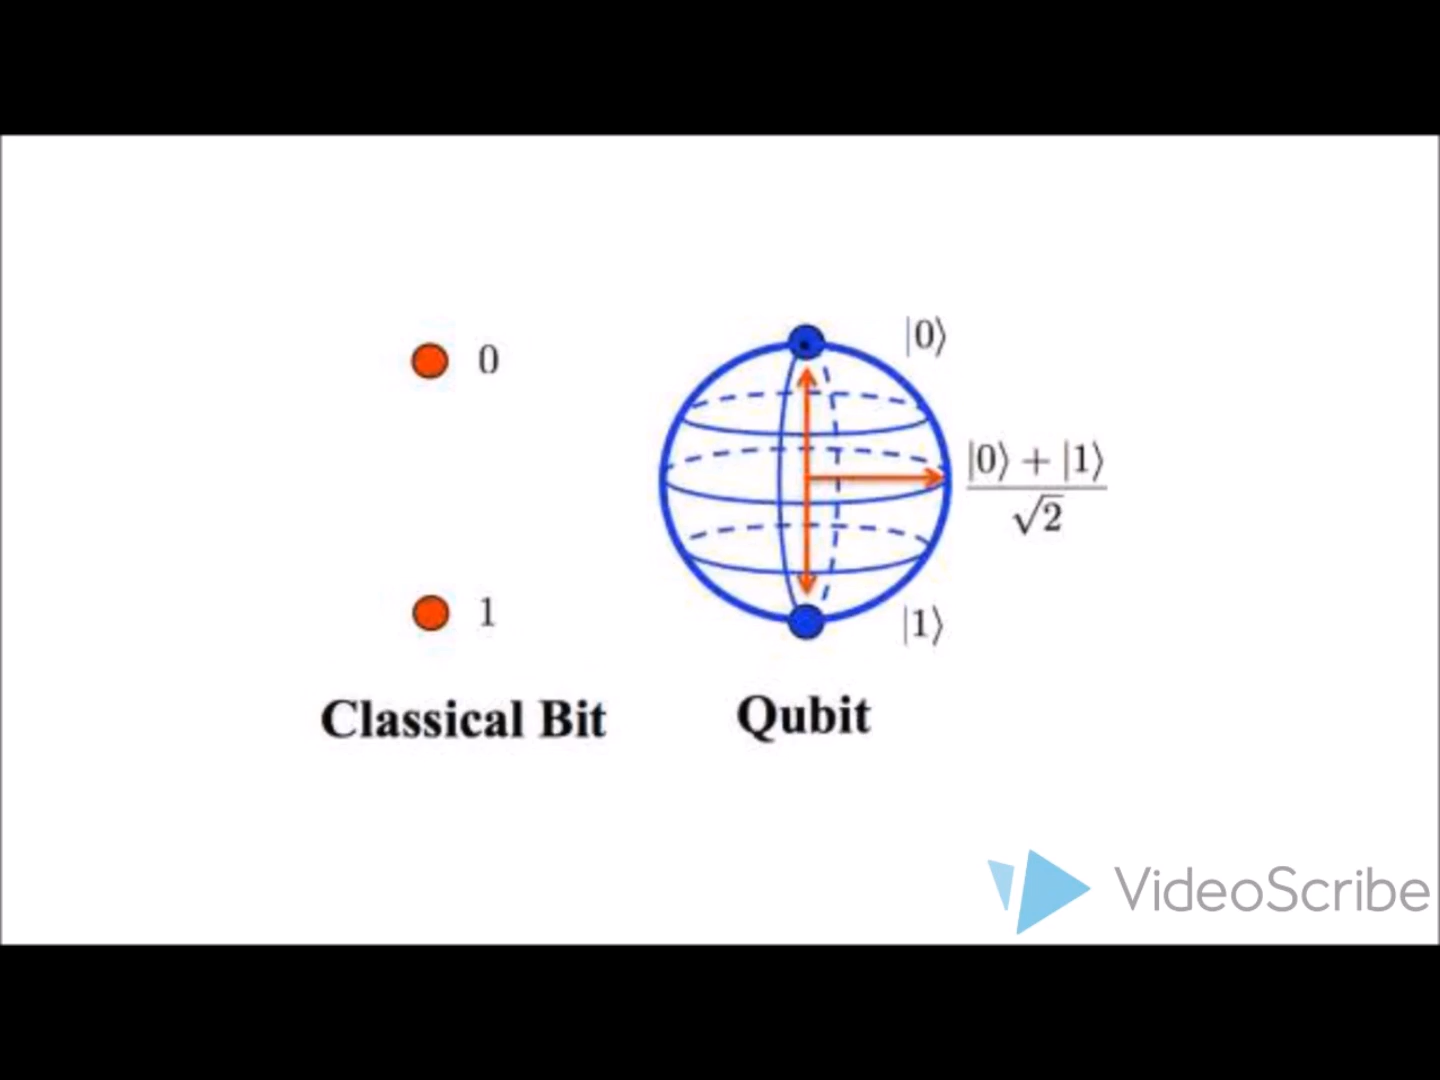 0
|0⟩
|0⟩ + |1⟩
√2
1
|1⟩
Classical Bit
Qubit
VideoScribe